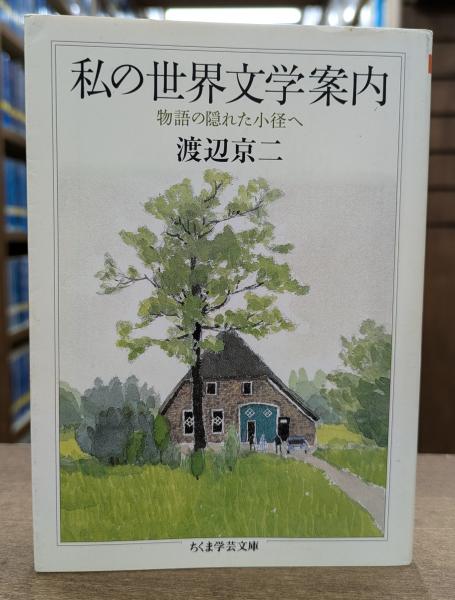 私の世界文学案内
物語の隠れた小径へ
渡辺京二
ちくま学芸文庫